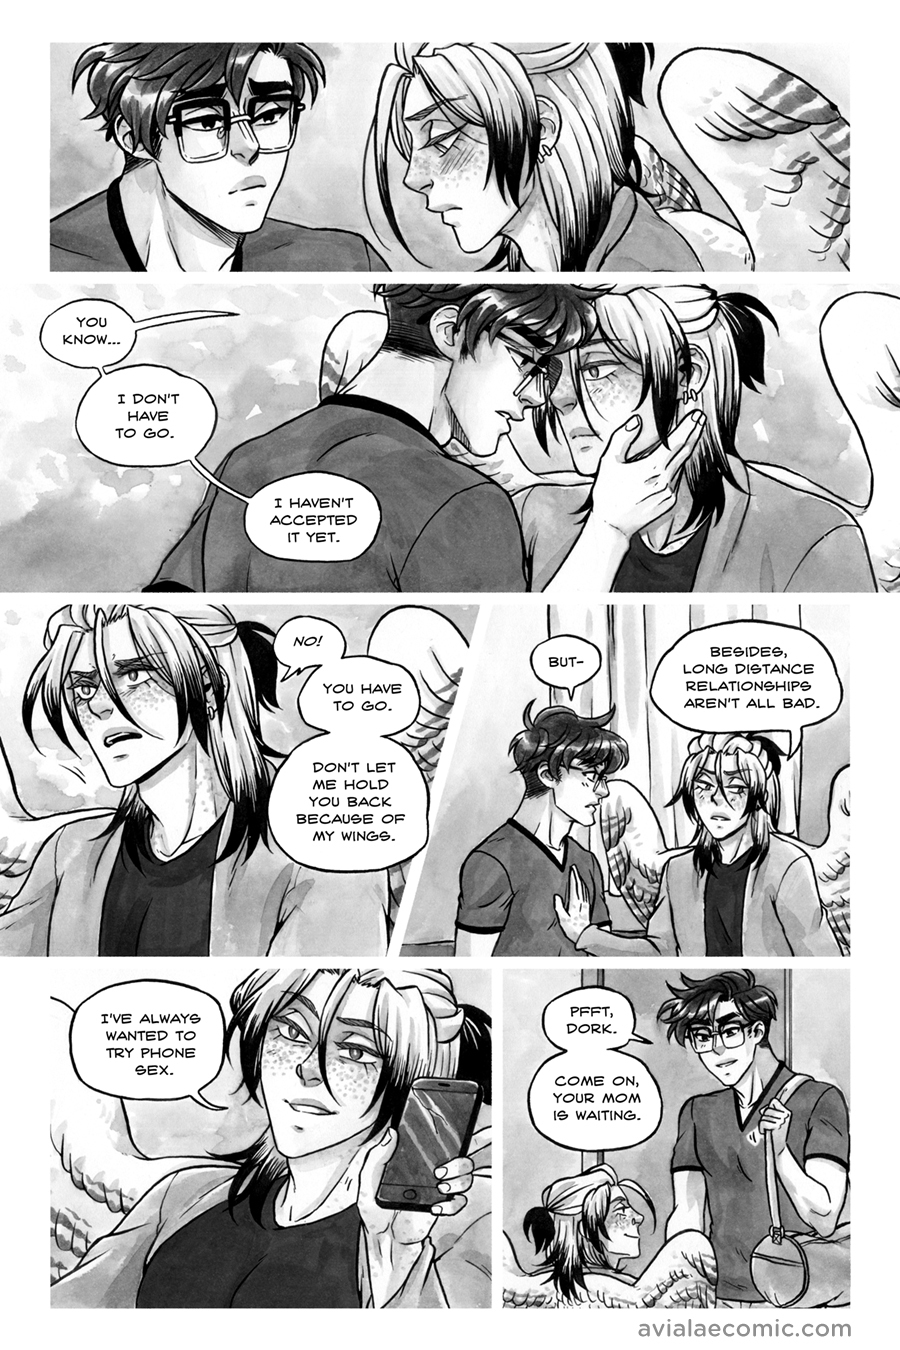 YOU
KNOW...
I DON'T
HAVE
TO GO.
I HAVEN'T
ACCEPTED
IT YET.
NO!
YOU HAVE
TO GO.
DON'T LET
ME HOLD
YOU BACK
BECAUSE OF
MY WINGS.
BUT-
BESIDES,
LONG DISTANCE
RELATIONSHIPS
AREN'T ALL BAD.
I'VE ALWAYS
WANTED TO
TRY PHONE
SEX.
PFFT,
DORK.
COME ON,
YOUR MOM
IS WAITING.
avialaecomic.com